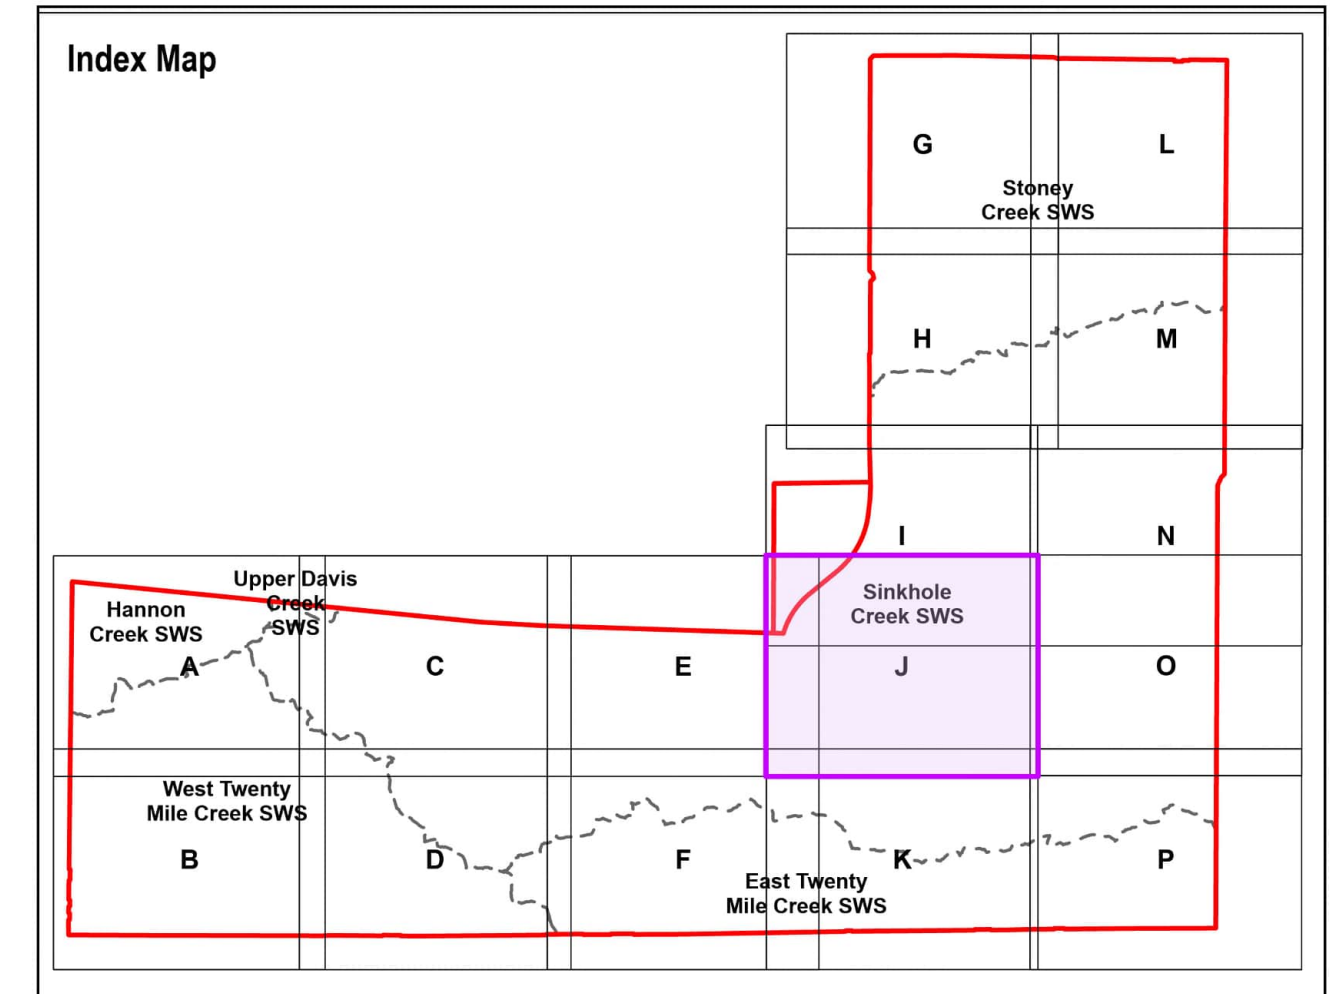 Index Map
G
L
Stoney
Creek SWS
H
M
I
N
Upper Davis
Creek
SWS
Hannon
Creek SWS
Sinkhole
Creek SWS
A
C
E
J
O
West Twenty
Mile Creek SWS
B
D
F
K
P
East Twenty
Mile Creek SWS